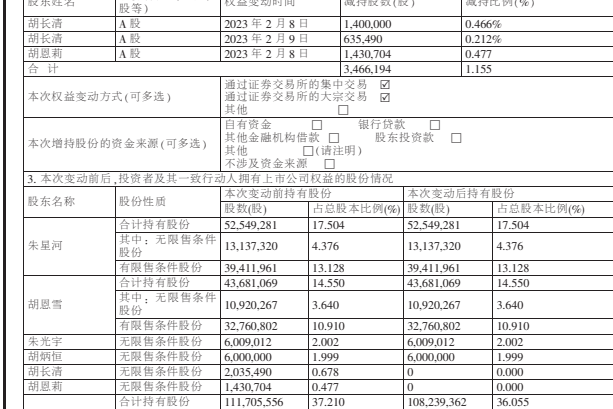 股东姓名 股等) 权益变动时间 减持股数(股) 减持比例(%)
胡长清 A 股 2023 年 2 月 8 日 1,400,000 0.466%
胡长清 A 股 2023 年 2 月 9 日 635,490 0.212%
胡恩莉 A 股 2023 年 2 月 9 日 1,430,704 0.477
合 计 3,466,194 1.155
本次权益变动方式(可多选)
通过证券交易所的集中交易 ☑
通过证券交易所的大宗交易 ☑
其他 □
本次增持股份的资金来源(可多选)
自有资金 □ 银行贷款 □
其他金融机构借款 □ 股东投资款 □
其他 □(请注明)
不涉及资金来源 □
3. 本次变动前后,投资者及其一致行动人拥有上市公司权益的股份情况
股东名称 股份性质 本次变动前持有股份 本次变动后持有股份
股数(股) 占总股本比例(%) 股数(股) 占总股本比例(%)
朱星河 合计持有股份 52,549,281 17.504 52,549,281 17.504
其中：无限售条件股份 13,137,320 4.376 13,137,320 4.376
有限售条件股份 39,411,961 13.128 39,411,961 13.128
胡恩雪 合计持有股份 43,681,069 14.550 43,681,069 14.550
其中：无限售条件股份 10,920,267 3.640 10,920,267 3.640
有限售条件股份 32,760,802 10.910 32,760,802 10.910
朱光宇 无限售条件股份 6,009,012 2.002 6,009,012 2.002
胡炳恒 无限售条件股份 6,000,000 1.999 6,000,000 1.999
胡长清 无限售条件股份 2,035,490 0.678 0 0.000
胡恩莉 无限售条件股份 1,430,704 0.477 0 0.000
合计持有股份 111,705,556 37.210 108,239,362 36.055